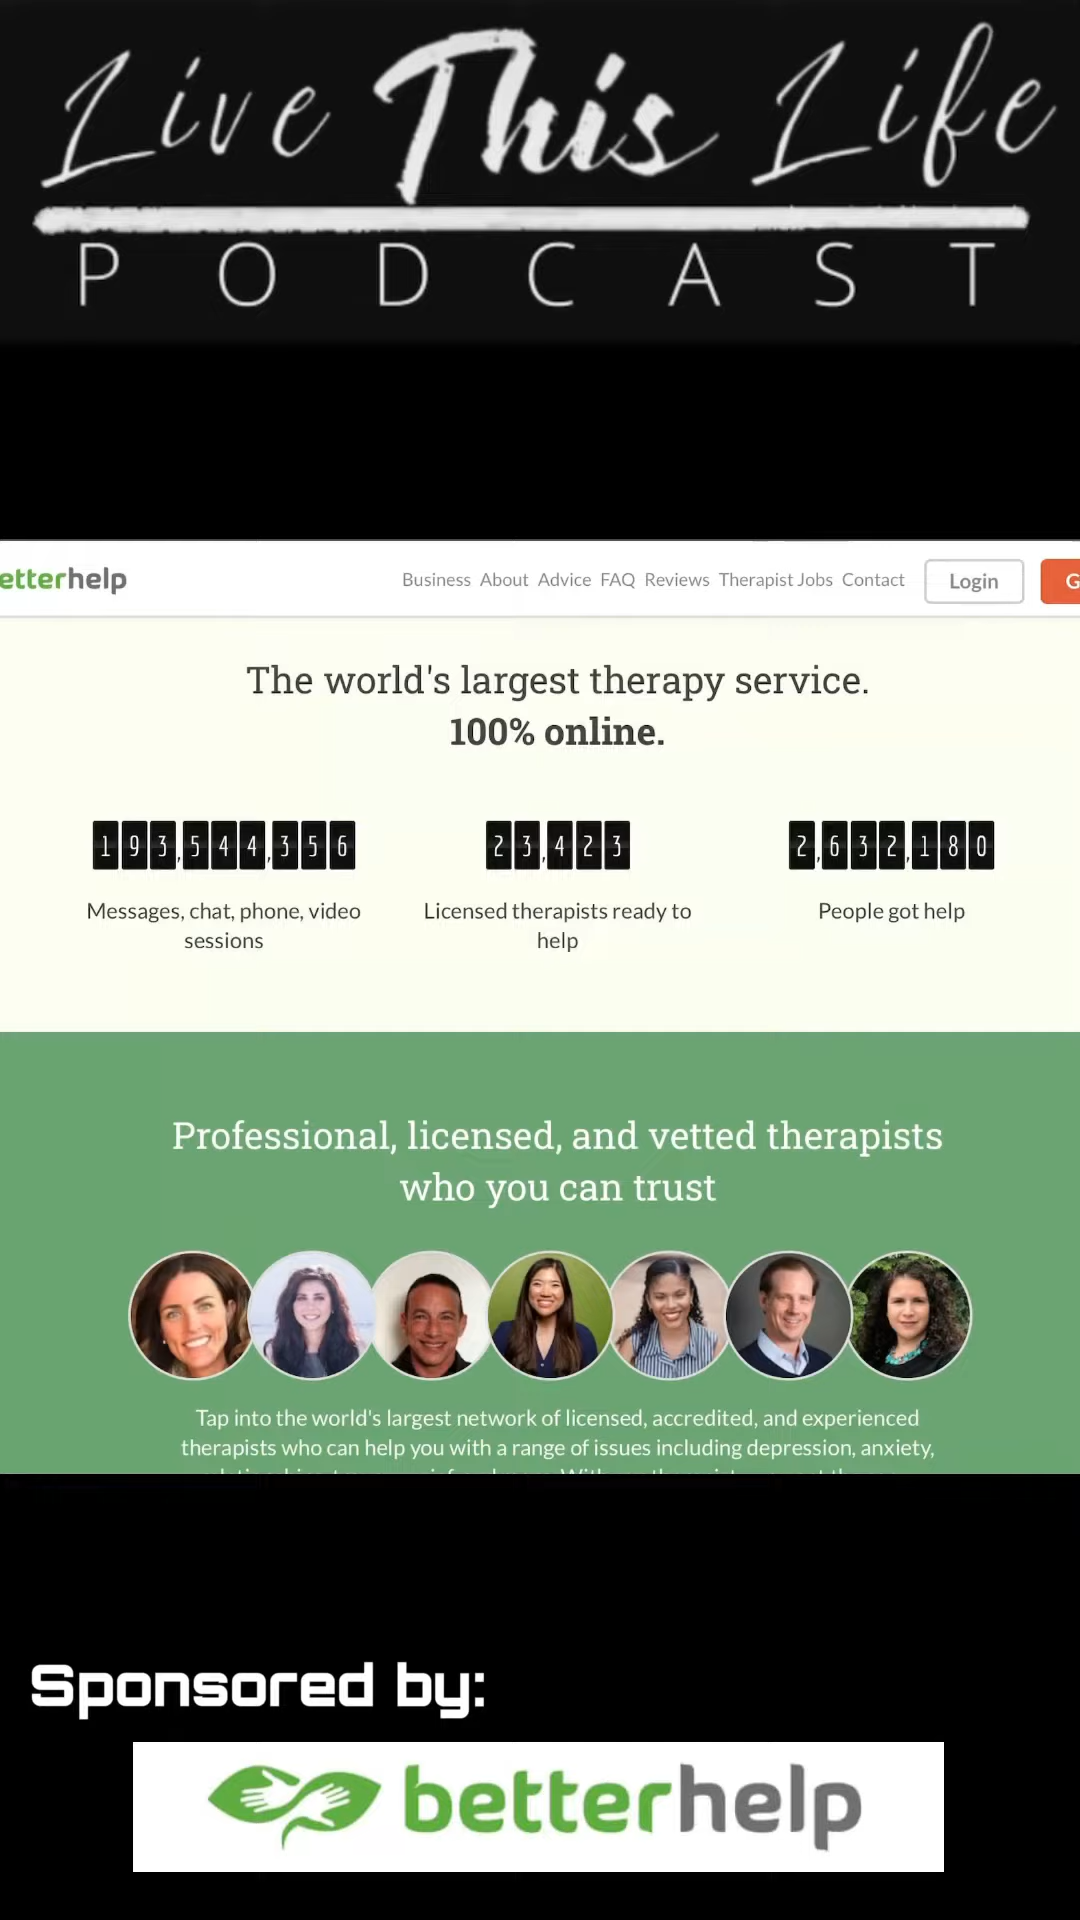 Live This Life
PODCAST
etterhelp
Business About Advice FAQ Reviews Therapist Jobs Contact Login G
The world's largest therapy service.
100% online.
193,544,356 23,423 2,632,180
Messages, chat, phone, video
sessions
Licensed therapists ready to
help
People got help
Professional, licensed, and vetted therapists
who you can trust
Tap into the world's largest network of licensed, accredited, and experienced
therapists who can help you with a range of issues including depression, anxiety,
Sponsored by:
betterhelp